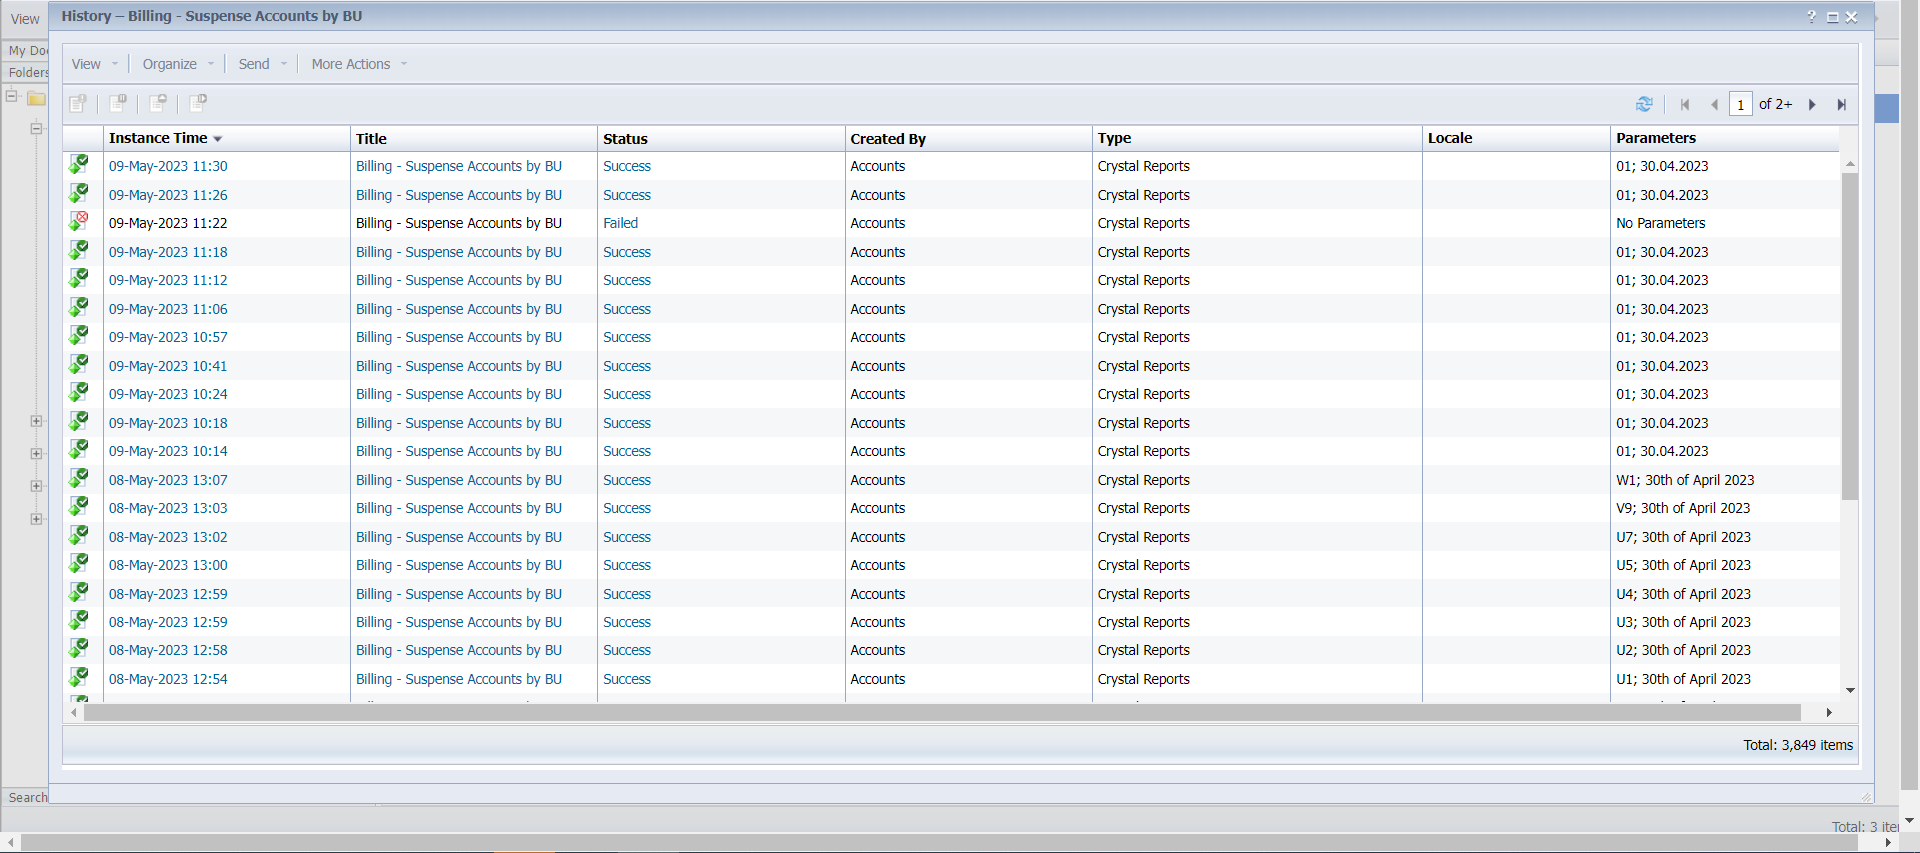 View
History – Billing - Suspense Accounts by BU
?
My Doc
Folders
View Organize Send More Actions
1 of 2+
Instance Time Title Status Created By Type Locale Parameters
09-May-2023 11:30 Billing - Suspense Accounts by BU Success Accounts Crystal Reports 01; 30.04.2023
09-May-2023 11:26 Billing - Suspense Accounts by BU Success Accounts Crystal Reports 01; 30.04.2023
09-May-2023 11:22 Billing - Suspense Accounts by BU Failed Accounts Crystal Reports No Parameters
09-May-2023 11:18 Billing - Suspense Accounts by BU Success Accounts Crystal Reports 01; 30.04.2023
09-May-2023 11:12 Billing - Suspense Accounts by BU Success Accounts Crystal Reports 01; 30.04.2023
09-May-2023 11:06 Billing - Suspense Accounts by BU Success Accounts Crystal Reports 01; 30.04.2023
09-May-2023 10:57 Billing - Suspense Accounts by BU Success Accounts Crystal Reports 01; 30.04.2023
09-May-2023 10:41 Billing - Suspense Accounts by BU Success Accounts Crystal Reports 01; 30.04.2023
09-May-2023 10:24 Billing - Suspense Accounts by BU Success Accounts Crystal Reports 01; 30.04.2023
09-May-2023 10:18 Billing - Suspense Accounts by BU Success Accounts Crystal Reports 01; 30.04.2023
09-May-2023 10:14 Billing - Suspense Accounts by BU Success Accounts Crystal Reports 01; 30.04.2023
08-May-2023 13:07 Billing - Suspense Accounts by BU Success Accounts Crystal Reports W1; 30th of April 2023
08-May-2023 13:03 Billing - Suspense Accounts by BU Success Accounts Crystal Reports V9; 30th of April 2023
08-May-2023 13:02 Billing - Suspense Accounts by BU Success Accounts Crystal Reports U7; 30th of April 2023
08-May-2023 13:00 Billing - Suspense Accounts by BU Success Accounts Crystal Reports U5; 30th of April 2023
08-May-2023 12:59 Billing - Suspense Accounts by BU Success Accounts Crystal Reports U4; 30th of April 2023
08-May-2023 12:59 Billing - Suspense Accounts by BU Success Accounts Crystal Reports U3; 30th of April 2023
08-May-2023 12:58 Billing - Suspense Accounts by BU Success Accounts Crystal Reports U2; 30th of April 2023
08-May-2023 12:54 Billing - Suspense Accounts by BU Success Accounts Crystal Reports U1; 30th of April 2023
Total: 3,849 items
Search
Total: 3 iter